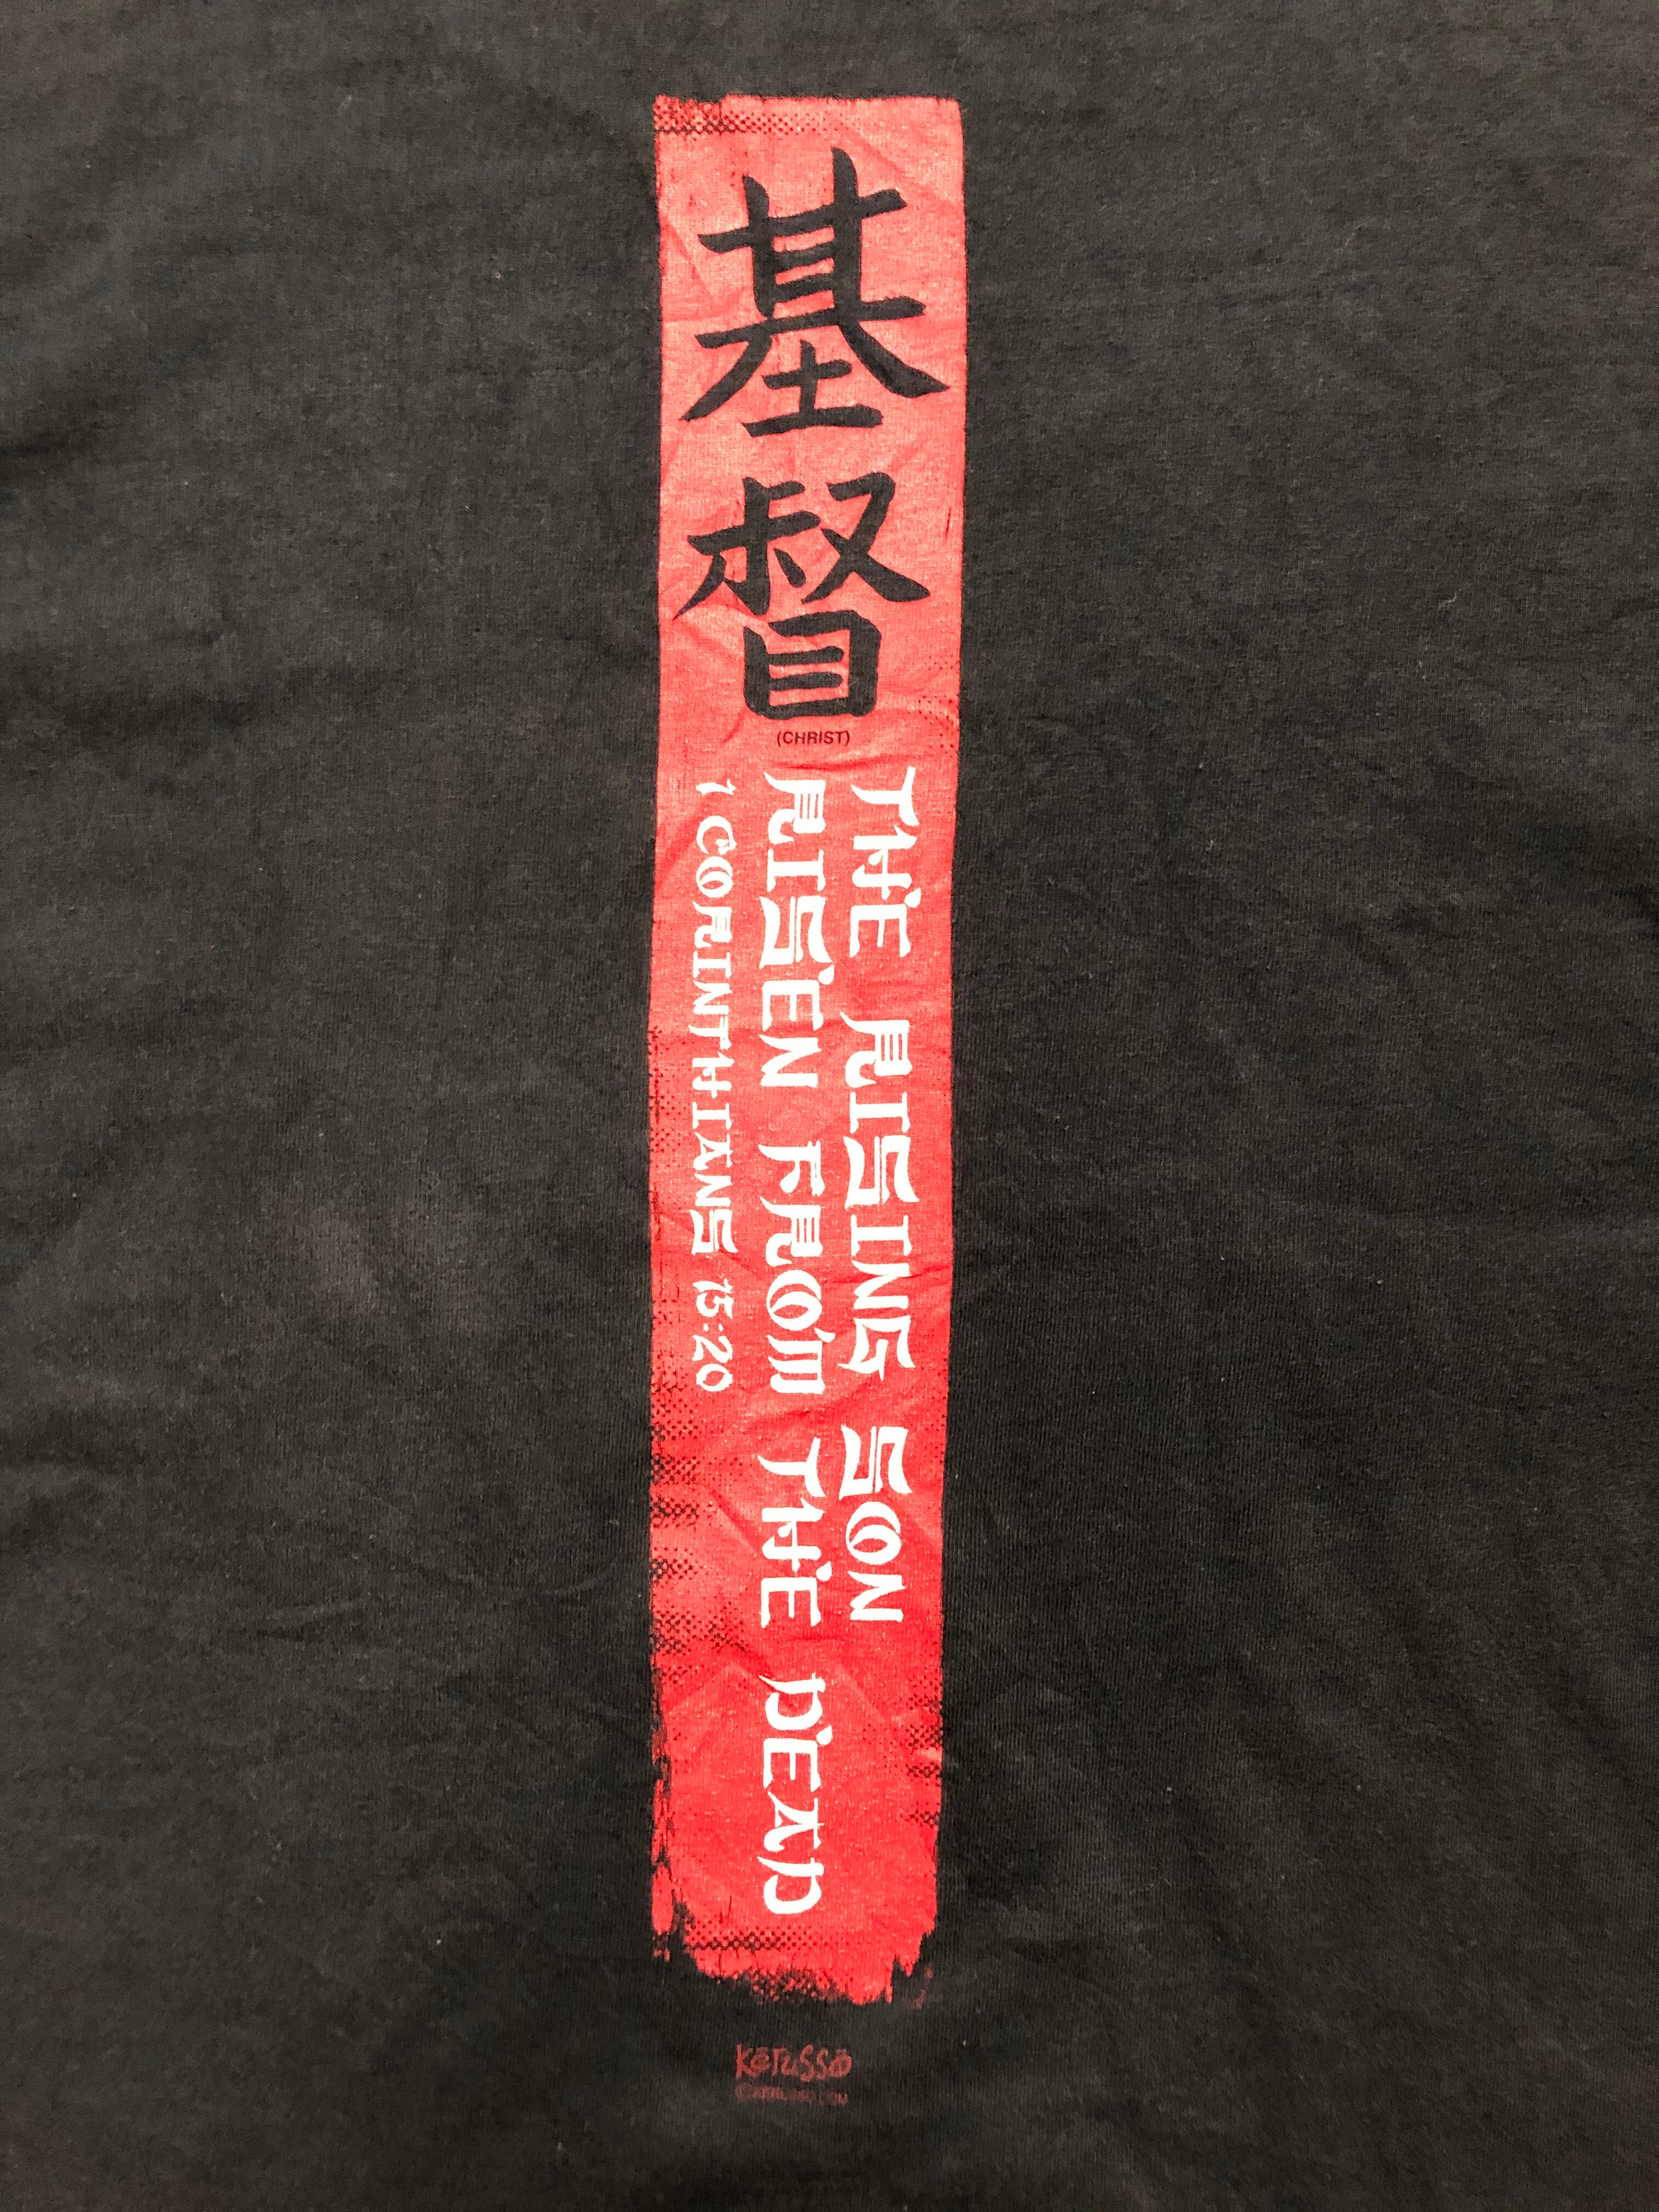 基督
(CHRIST)
THE RISING SON
RISEN FROM THE DEAD
1 CORINTHIANS 15:20
Kerusso